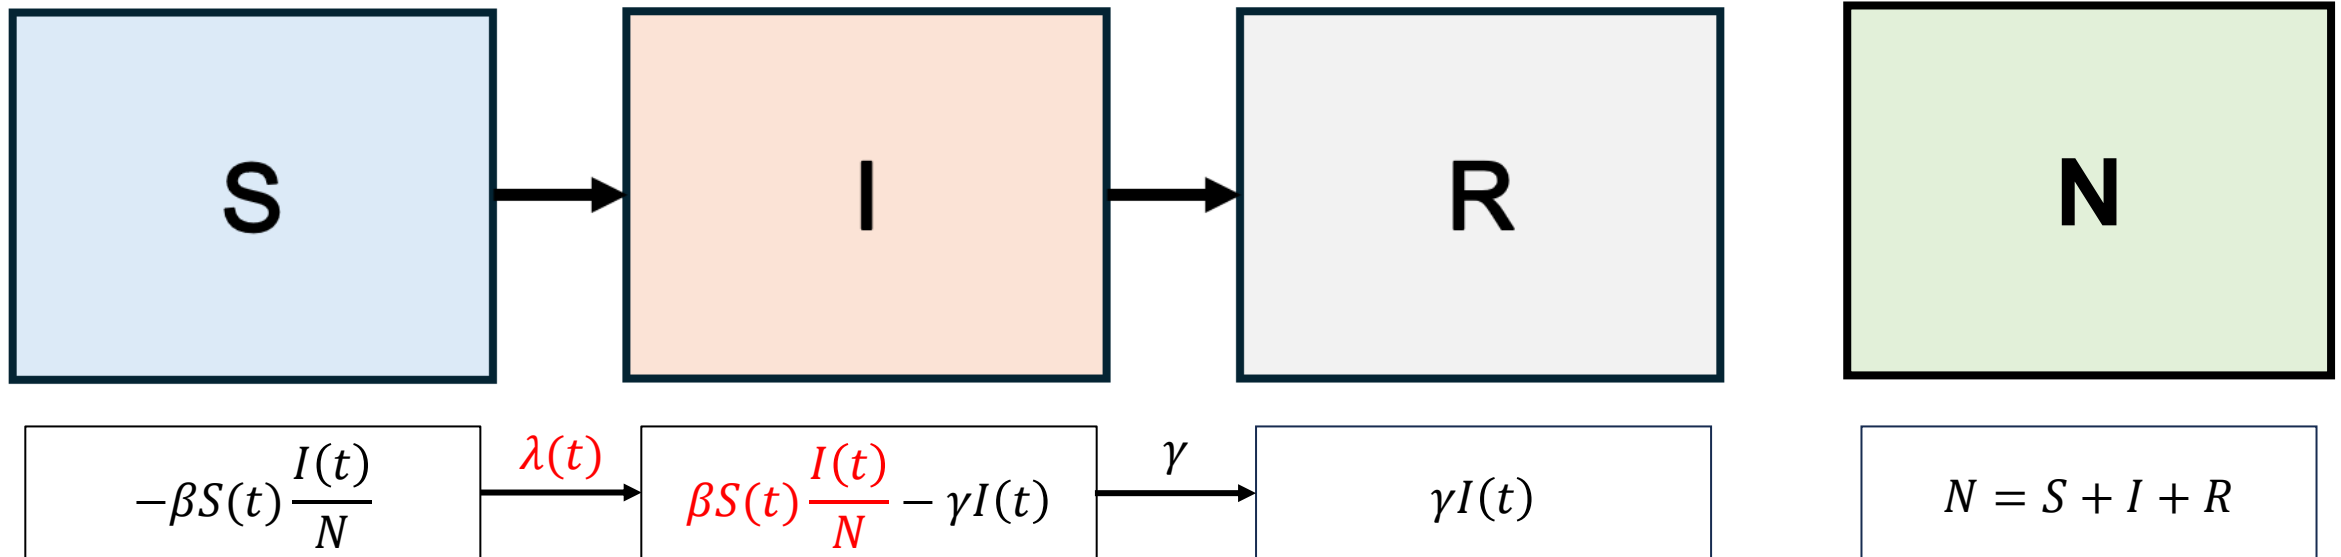 S
I
R
N
−βS(t) I(t)/N
λ(t)
βS(t) I(t)/N − γI(t)
γ
γI(t)
N = S + I + R